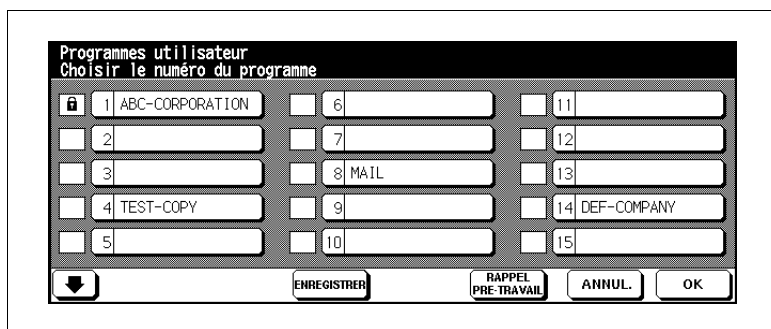 Programmes utilisateur
Choisir le numéro du programme
1 ABC-CORPORATION
6
11
2
7
12
3
8 MAIL
13
4 TEST-COPY
9
14 DEF-COMPANY
5
10
15
ENREGISTRER
RAPPEL
PRE-TRAVAIL
ANNUL.
OK